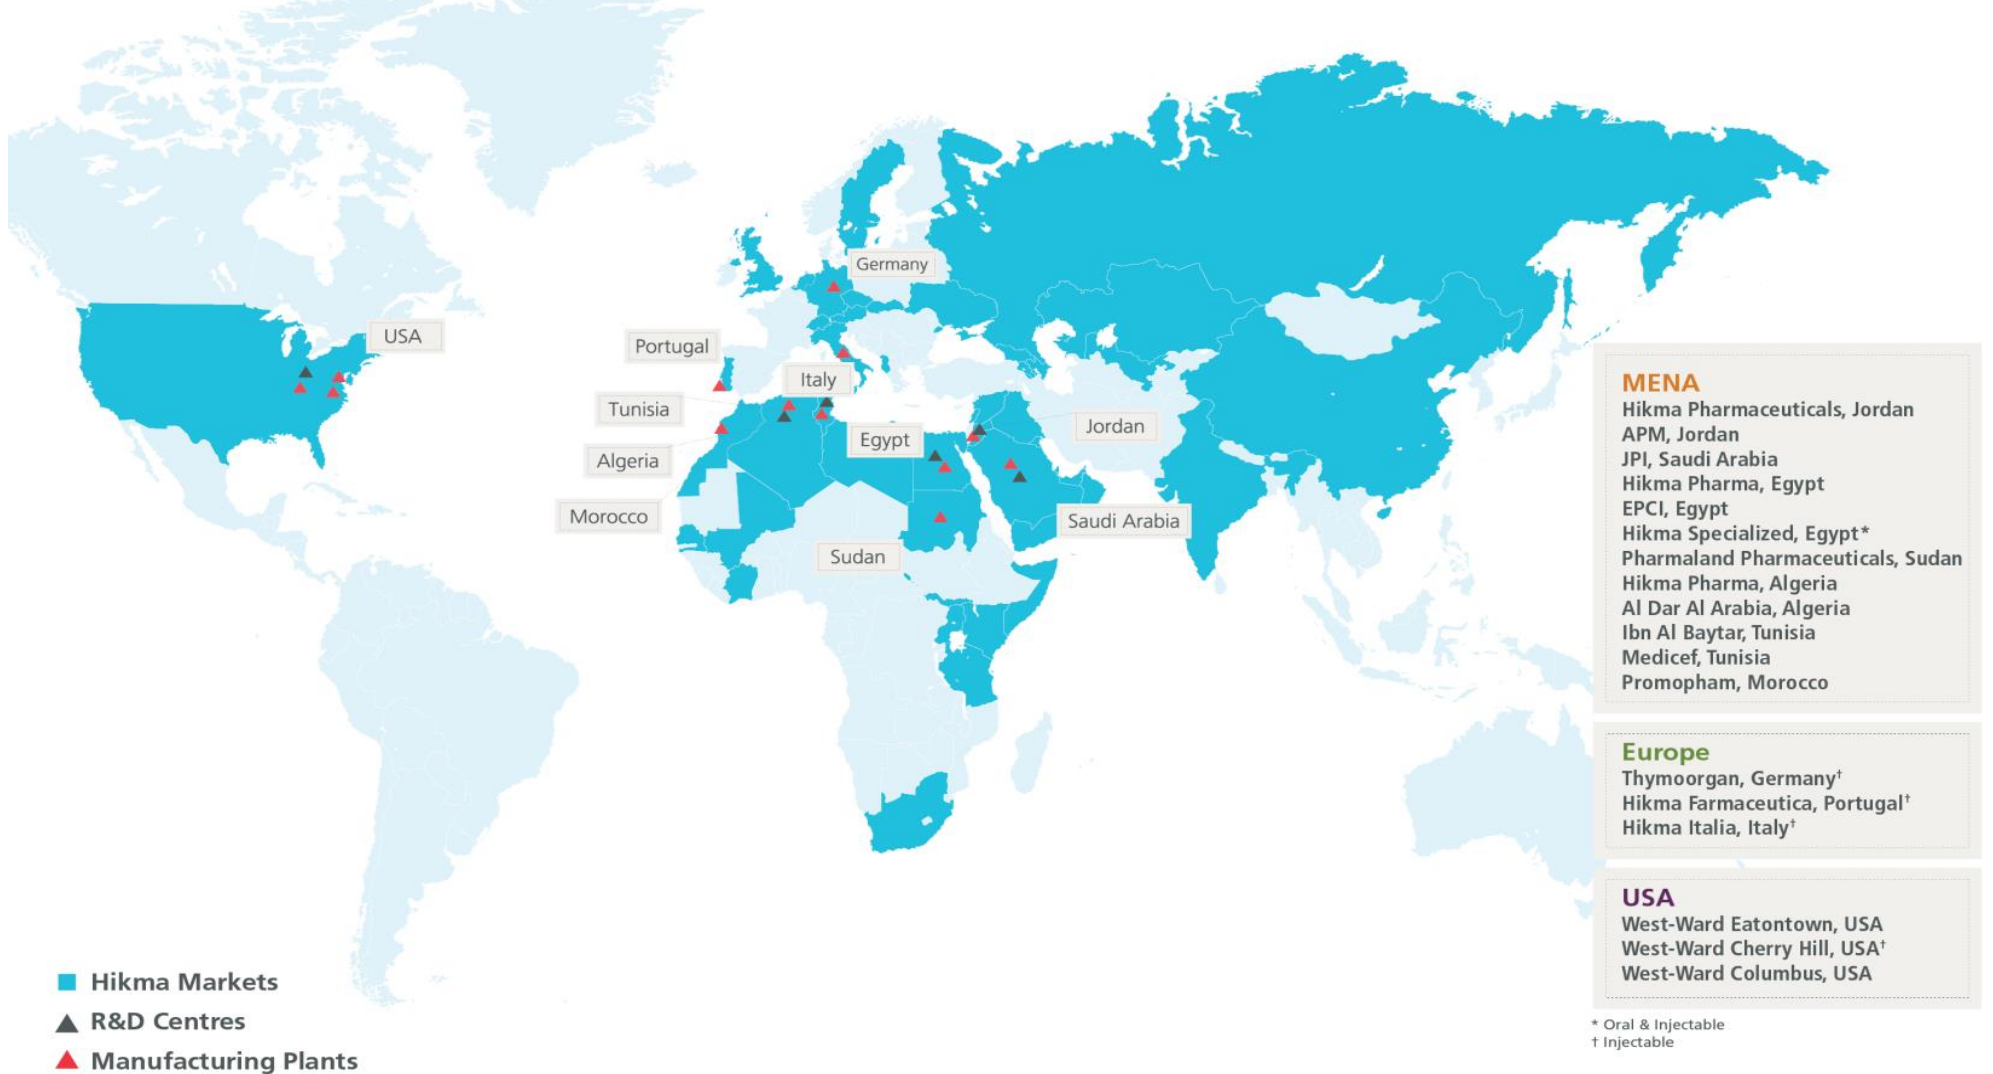 Germany
USA
Portugal
Italy
Tunisia
Jordan
Egypt
Algeria
Morocco
Saudi Arabia
Sudan
MENA
Hikma Pharmaceuticals, Jordan
APM, Jordan
JPI, Saudi Arabia
Hikma Pharma, Egypt
EPCI, Egypt
Hikma Specialized, Egypt*
Pharmaland Pharmaceuticals, Sudan
Hikma Pharma, Algeria
Al Dar Al Arabia, Algeria
Ibn Al Baytar, Tunisia
Medicef, Tunisia
Promopham, Morocco
Europe
Thymoorgan, Germany†
Hikma Farmaceutica, Portugal†
Hikma Italia, Italy†
USA
West-Ward Eatontown, USA
West-Ward Cherry Hill, USA†
West-Ward Columbus, USA
* Oral & Injectable
† Injectable
Hikma Markets
R&D Centres
Manufacturing Plants